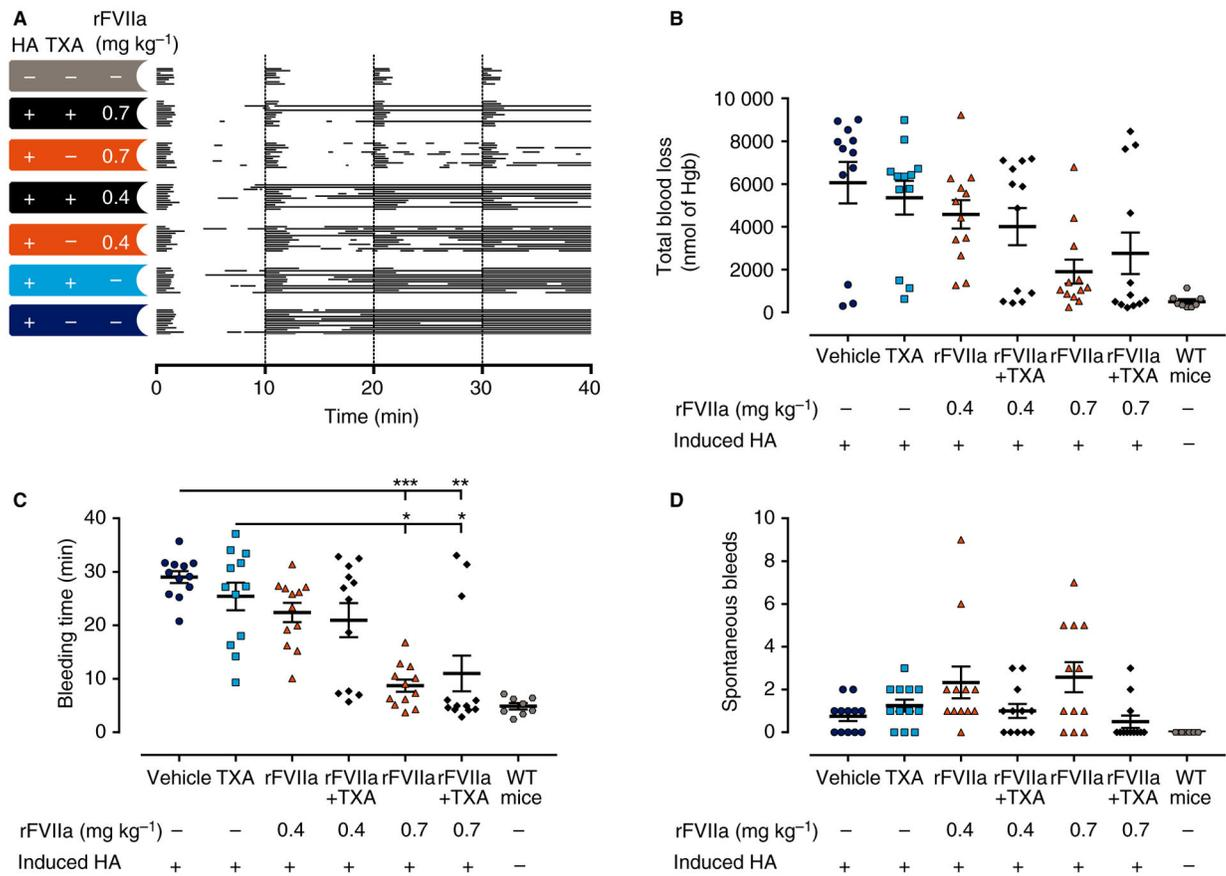 A
rFVIIa
HA TXA (mg kg–1)
– – –
+ + 0.7
+ – 0.7
+ + 0.4
+ – 0.4
+ + –
+ – –
0 10 20 30 40
Time (min)
B
Total blood loss
(nmol of Hgb)
10 000
8000
6000
4000
2000
0
Vehicle TXA rFVIIa rFVIIa rFVIIa rFVIIa WT
+TXA +TXA mice
rFVIIa (mg kg–1) – – 0.4 0.4 0.7 0.7 –
Induced HA + + + + + + –
C
*** **
* *
Bleeding time (min)
40
30
20
10
0
Vehicle TXA rFVIIa rFVIIa rFVIIa rFVIIa WT
+TXA +TXA mice
rFVIIa (mg kg–1) – – 0.4 0.4 0.7 0.7 –
Induced HA + + + + + + –
D
Spontaneous bleeds
10
8
6
4
2
0
Vehicle TXA rFVIIa rFVIIa rFVIIa rFVIIa WT
+TXA +TXA mice
rFVIIa (mg kg–1) – – 0.4 0.4 0.7 0.7 –
Induced HA + + + + + + –